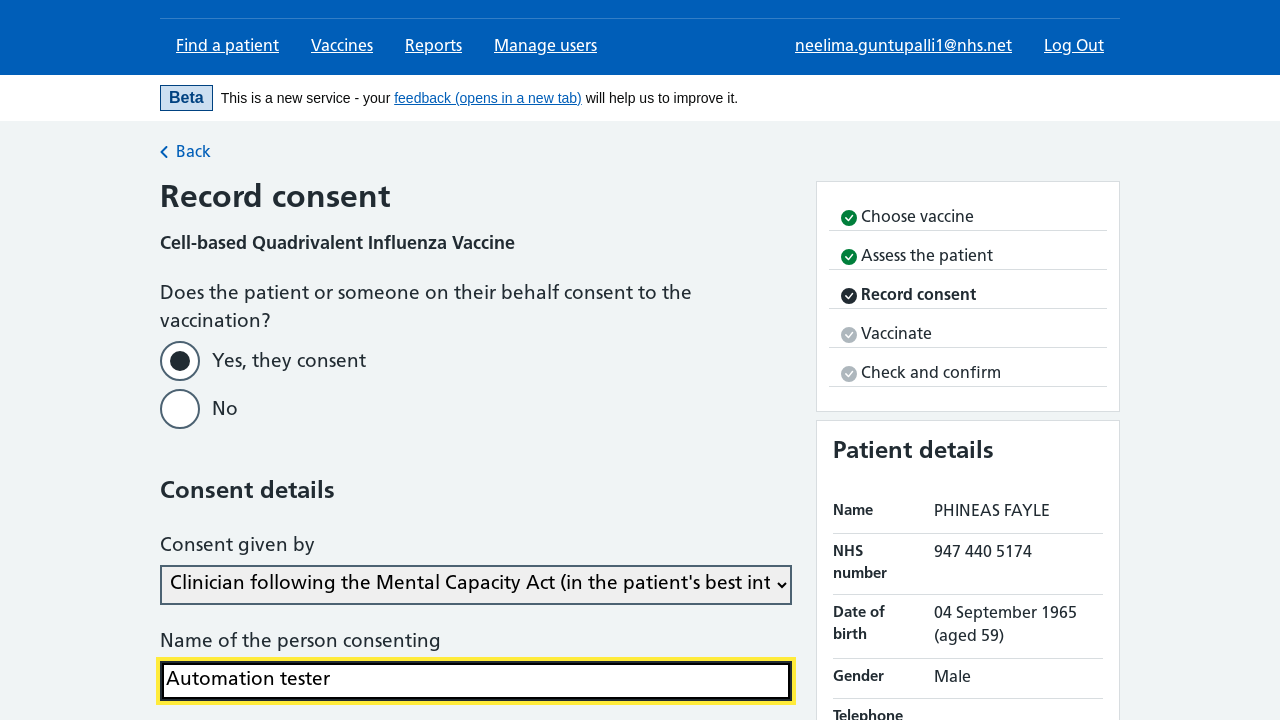 Find a patient Vaccines Reports Manage users neelima.guntupalli1@nhs.net Log Out
Beta This is a new service - your feedback (opens in a new tab) will help us to improve it.
Back
Record consent
Cell-based Quadrivalent Influenza Vaccine
Does the patient or someone on their behalf consent to the
vaccination?
Yes, they consent
No
Consent details
Consent given by
Clinician following the Mental Capacity Act (in the patient's best int
Name of the person consenting
Automation tester
Choose vaccine
Assess the patient
Record consent
Vaccinate
Check and confirm
Patient details
Name PHINEAS FAYLE
NHS 947 440 5174
number
Date of 04 September 1965
birth (aged 59)
Gender Male
Telephone